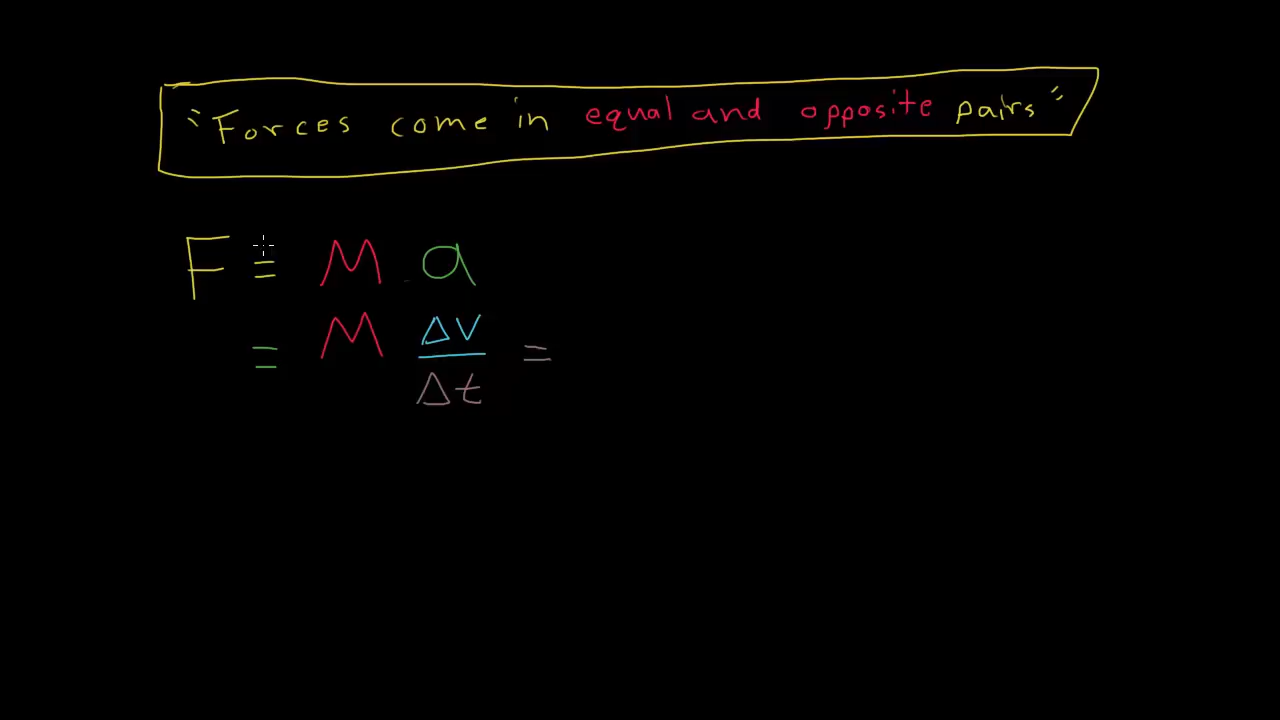 "Forces come in equal and opposite pairs"
F = M a
= M Δv/Δt =